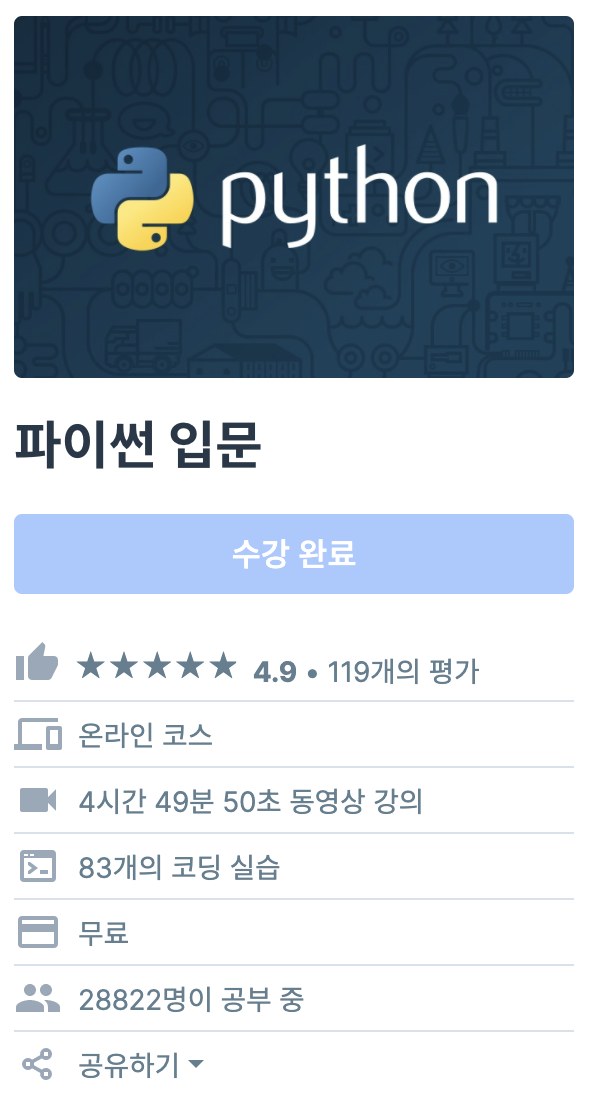 python
파이썬 입문
수강 완료
★★★★★ 4.9 • 119개의 평가
온라인 코스
4시간 49분 50초 동영상 강의
83개의 코딩 실습
무료
28822명이 공부 중
공유하기